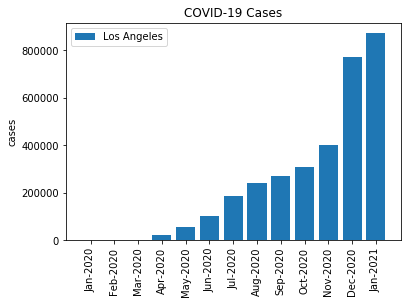 COVID-19 Cases
Los Angeles
cases
800000
600000
400000
200000
0
Jan-2020
Feb-2020
Mar-2020
Apr-2020
May-2020
Jun-2020
Jul-2020
Aug-2020
Sep-2020
Oct-2020
Nov-2020
Dec-2020
Jan-2021